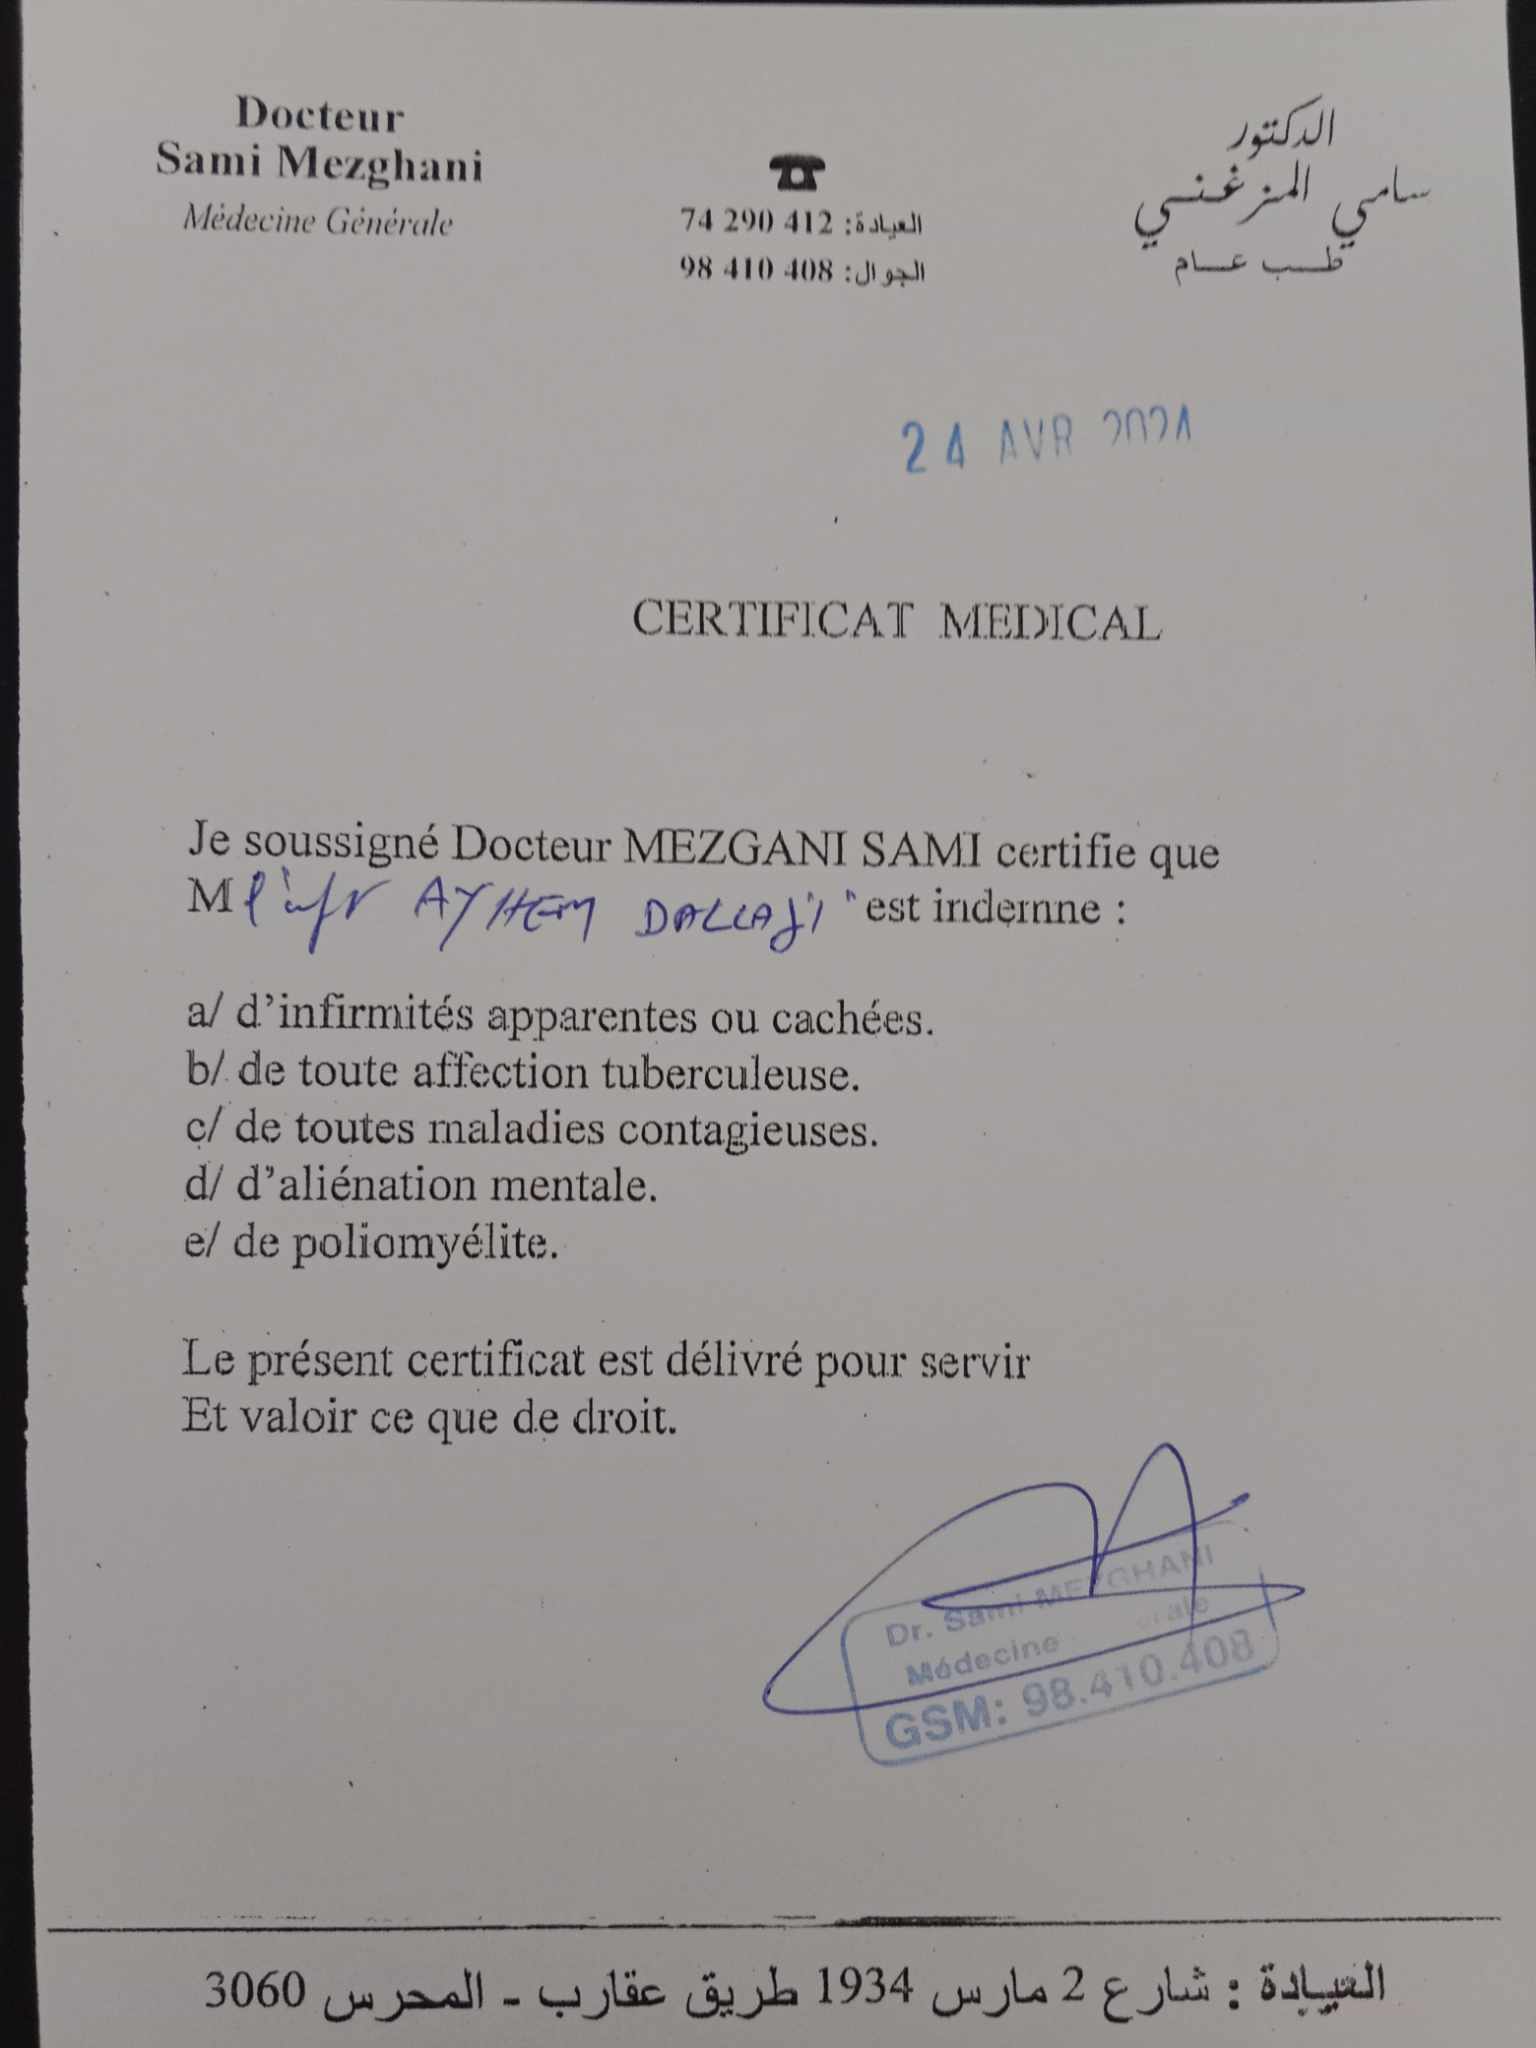 Docteur
Sami Mezghani
Médecine Générale
العيادة: 74 290 412
الجوال: 98 410 408
الدكتور
سامي المزغنسي
طب عام
24 AVR 2024
CERTIFICAT MEDICAL
Je soussigné Docteur MEZGANI SAMI certifie que
M AYHEM DALLAJI est indemne :
a/ d'infirmités apparentes ou cachées.
b/ de toute affection tuberculeuse.
c/ de toutes maladies contagieuses.
d/ d'aliénation mentale.
e/ de poliomyélite.
Le présent certificat est délivré pour servir
Et valoir ce que de droit.
Dr. Sami MEZGHANI
Médecine
GSM: 98.410.408
العيادة : شارع 2 مارس 1934 طريق عقارب - المحرس 3060